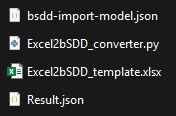 bsdd-import-model.json
Excel2bSDD_converter.py
Excel2bSDD_template.xlsx
Result.json